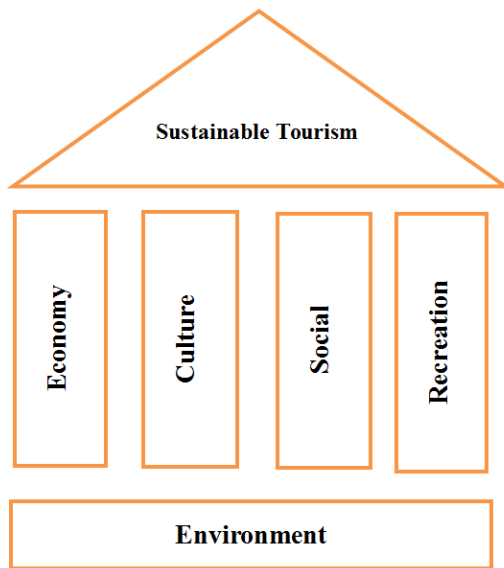 Sustainable Tourism
Economy
Culture
Social
Recreation
Environment